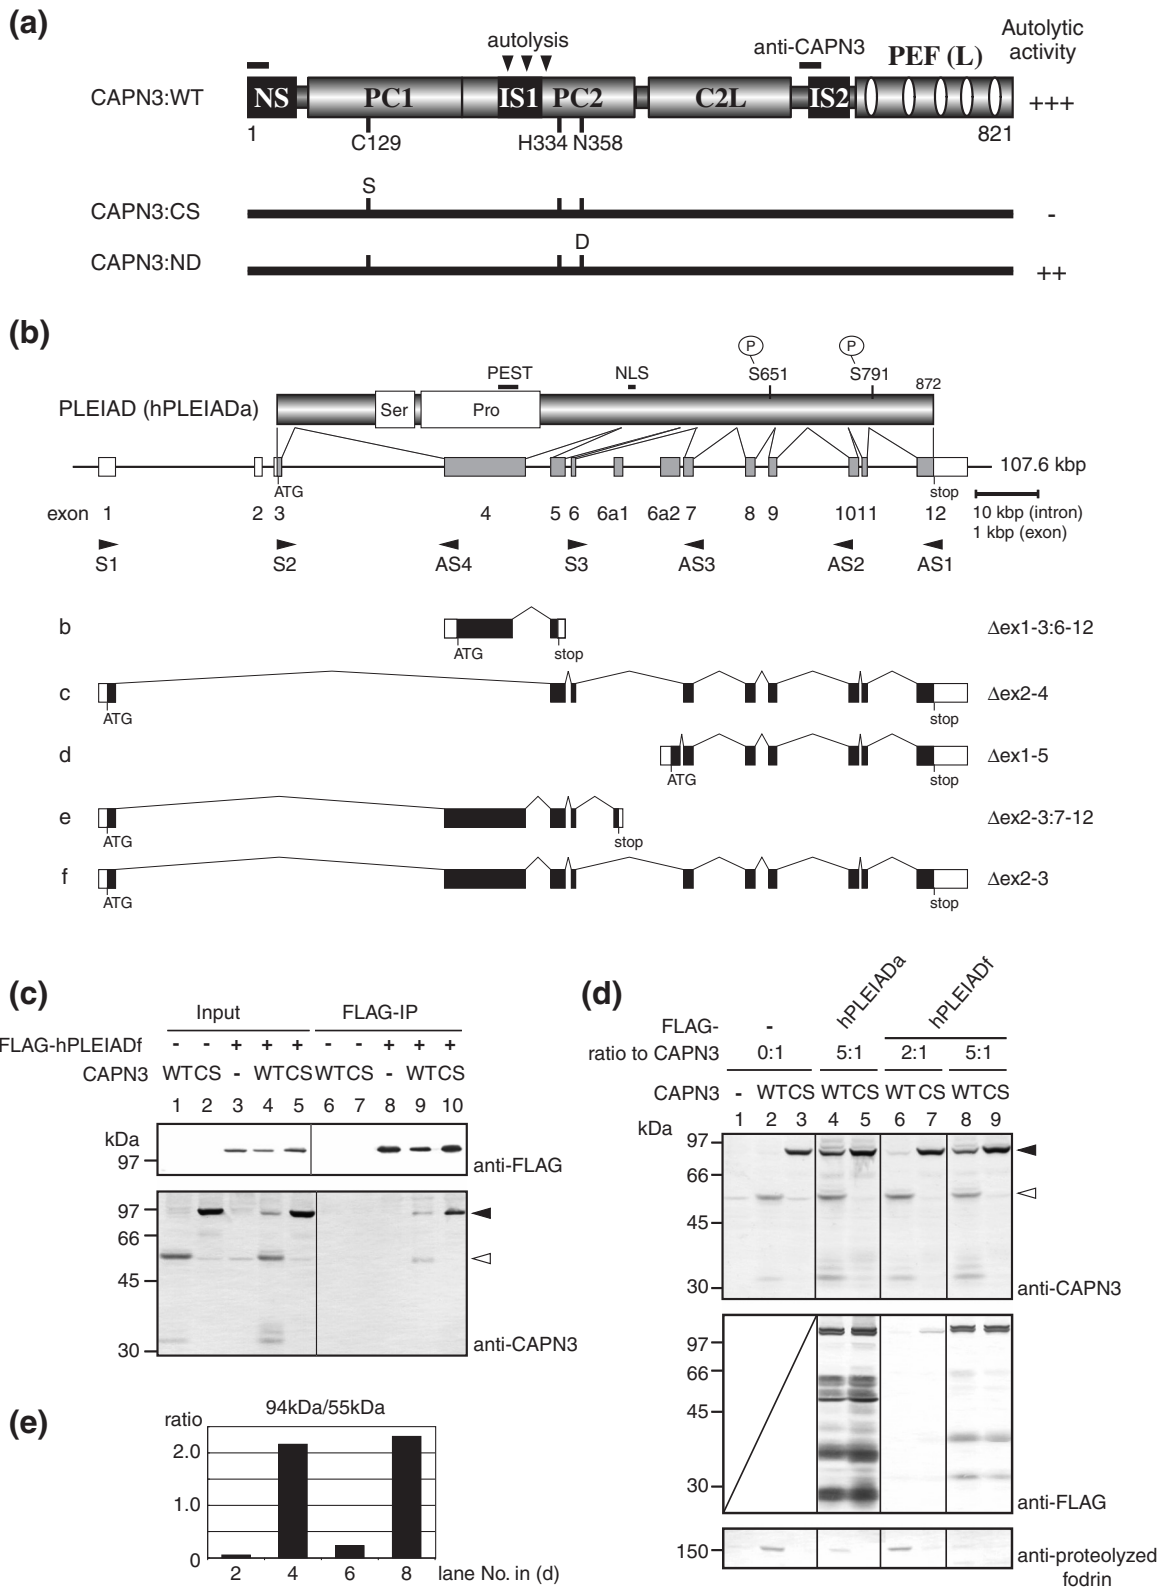 (a)
autolysis
anti-CAPN3
PEF (L)
Autolytic
activity
CAPN3:WT
NS
PC1
IS1
PC2
C2L
IS2
+++
1
C129
H334 N358
821
S
CAPN3:CS
-
D
CAPN3:ND
++
(b)
P
P
PEST
NLS
S651
S791
872
PLEIAD (hPLEIADa)
Ser
Pro
107.6 kbp
ATG
stop
exon 1 2 3 4 5 6 6a1 6a2 7 8 9 10 11 12
10 kbp (intron)
1 kbp (exon)
S1 S2 AS4 S3 AS3 AS2 AS1
b
Δex1-3:6-12
ATG
stop
c
Δex2-4
ATG
stop
d
Δex1-5
ATG
stop
e
Δex2-3:7-12
ATG
stop
f
Δex2-3
ATG
stop
(c)
Input FLAG-IP
FLAG-hPLEIADf - - + + + - - + + +
CAPN3 WT CS - WT CS WT CS - WT CS
1 2 3 4 5 6 7 8 9 10
kDa
97
anti-FLAG
97
66
45
30
anti-CAPN3
(d)
hPLEIADa
hPLEIADf
FLAG- -
ratio to CAPN3 0:1 5:1 2:1 5:1
CAPN3 - WT CS WT CS WT CS WT CS
1 2 3 4 5 6 7 8 9
kDa
97
66
45
30
anti-CAPN3
97
66
45
30
anti-FLAG
150
anti-proteolyzed
fodrin
(e)
94kDa/55kDa
ratio
2.0
1.0
0
2 4 6 8 lane No. in (d)